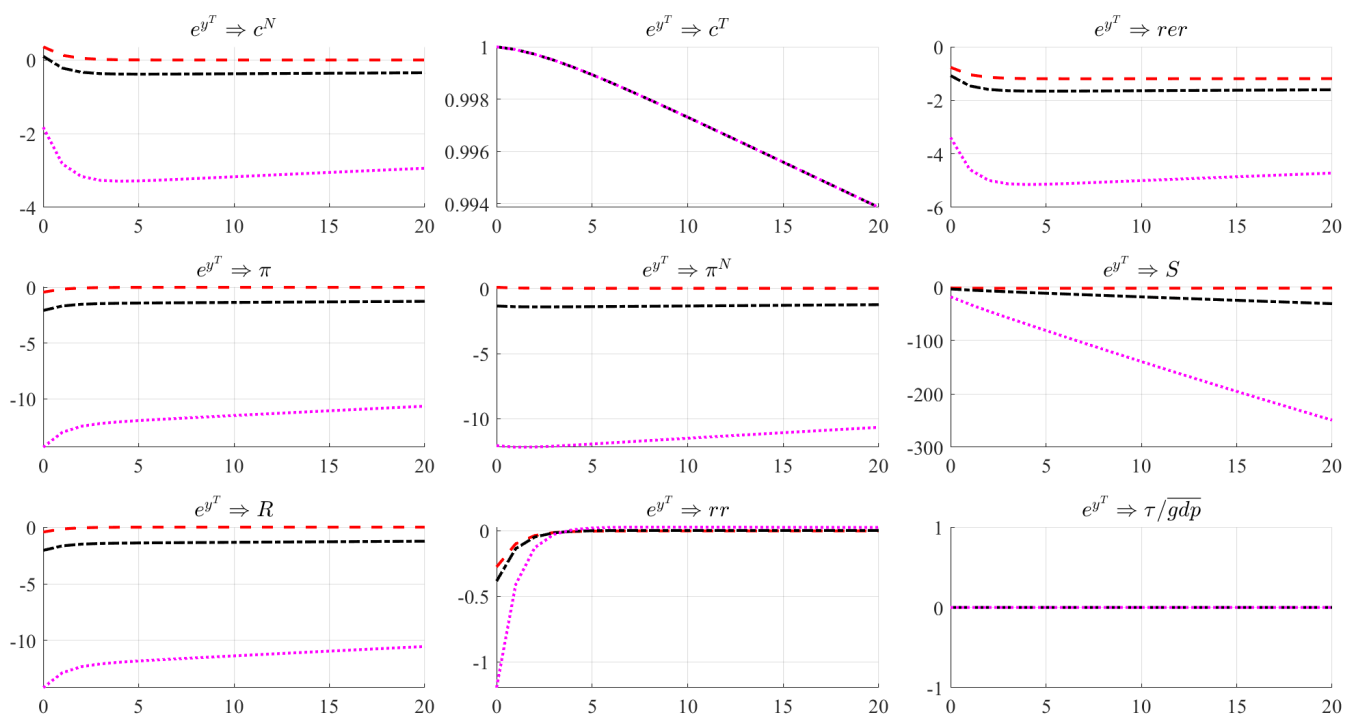 e^{y^T} ⇒ c^N
0
-2
-4
0 5 10 15 20
e^{y^T} ⇒ c^T
1
0.998
0.996
0.994
0 5 10 15 20
e^{y^T} ⇒ rer
0
-2
-4
-6
0 5 10 15 20
e^{y^T} ⇒ π
0
-5
-10
0 5 10 15 20
e^{y^T} ⇒ π^N
0
-5
-10
0 5 10 15 20
e^{y^T} ⇒ S
0
-100
-200
-300
0 5 10 15 20
e^{y^T} ⇒ R
0
-5
-10
0 5 10 15 20
e^{y^T} ⇒ rr
0
-0.5
-1
0 5 10 15 20
e^{y^T} ⇒ τ/\overline{gdp}
1
0
-1
0 5 10 15 20